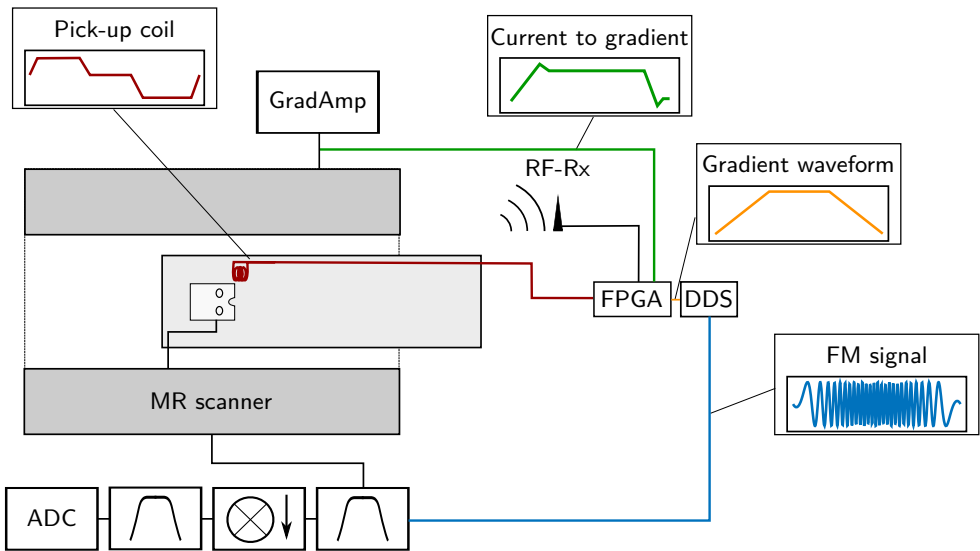 Pick-up coil
Current to gradient
GradAmp
RF-Rx
Gradient waveform
FPGA
DDS
FM signal
MR scanner
ADC